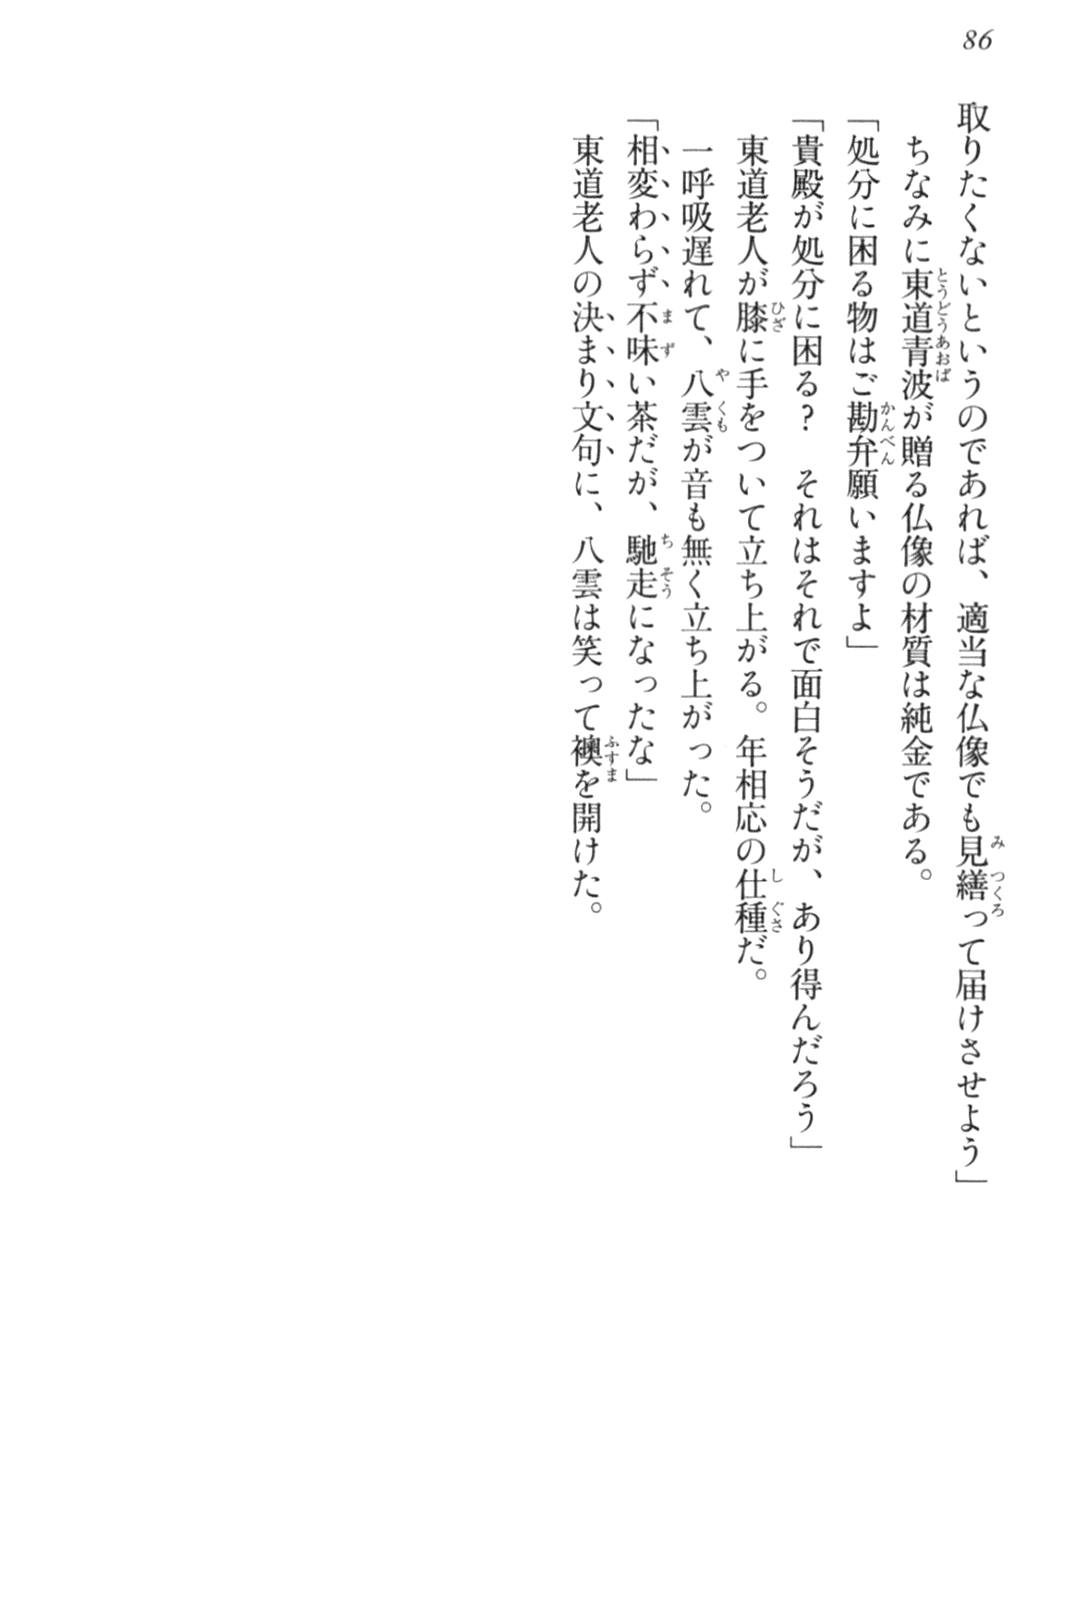 86
取りたくないというのであれば、適当な仏像でも見繕って届けさせよう」
ちなみに東道青波が贈る仏像の材質は純金である。
「処分に困る物はご勘弁願いますよ」
「貴殿が処分に困る？　それはそれで面白そうだが、あり得んだろう」
東道老人が膝に手をついて立ち上がる。年相応の仕種だ。
一呼吸遅れて、八雲が音も無く立ち上がった。
「相変わらず不味い茶だが、馳走になったな」
東道老人の決まり文句に、八雲は笑って襖を開けた。